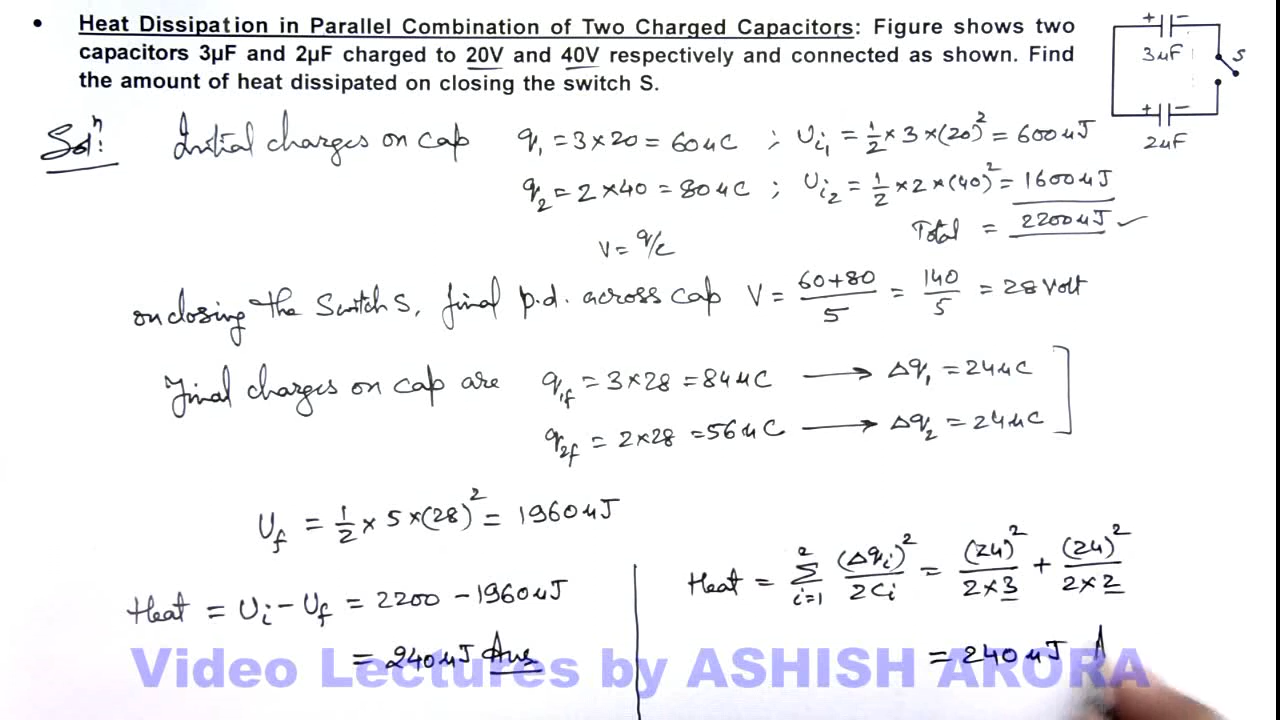 • Heat Dissipation in Parallel Combination of Two Charged Capacitors: Figure shows two
capacitors 3µF and 2µF charged to 20V and 40V respectively and connected as shown. Find
the amount of heat dissipated on closing the switch S.
+ −
3µF
S
+ −
2µF
Solⁿ: Initial charges on cap q₁ = 3×20 = 60µC ; Uᵢ₁ = 1/2 × 3 × (20)² = 600µJ
q₂ = 2×40 = 80µC ; Uᵢ₂ = 1/2 × 2 × (40)² = 1600µJ
Total = 2200µJ ✓
V = q/c
on closing the Switch S, final p.d. across cap V = (60+80)/5 = 140/5 = 28 Volt
Final charges on cap are q₁f = 3×28 = 84µC → Δq₁ = 24µC
q₂f = 2×28 = 56µC → Δq₂ = 24µC
Uf = 1/2 × 5 × (28)² = 1960µJ
Heat = Uᵢ − Uf = 2200 − 1960µJ
= 240µJ Ans
Heat = Σᵢ₌₁² (Δqᵢ)²/2Cᵢ = (24)²/2×3 + (24)²/2×2
= 240µJ A
Video Lectures by ASHISH ARORA